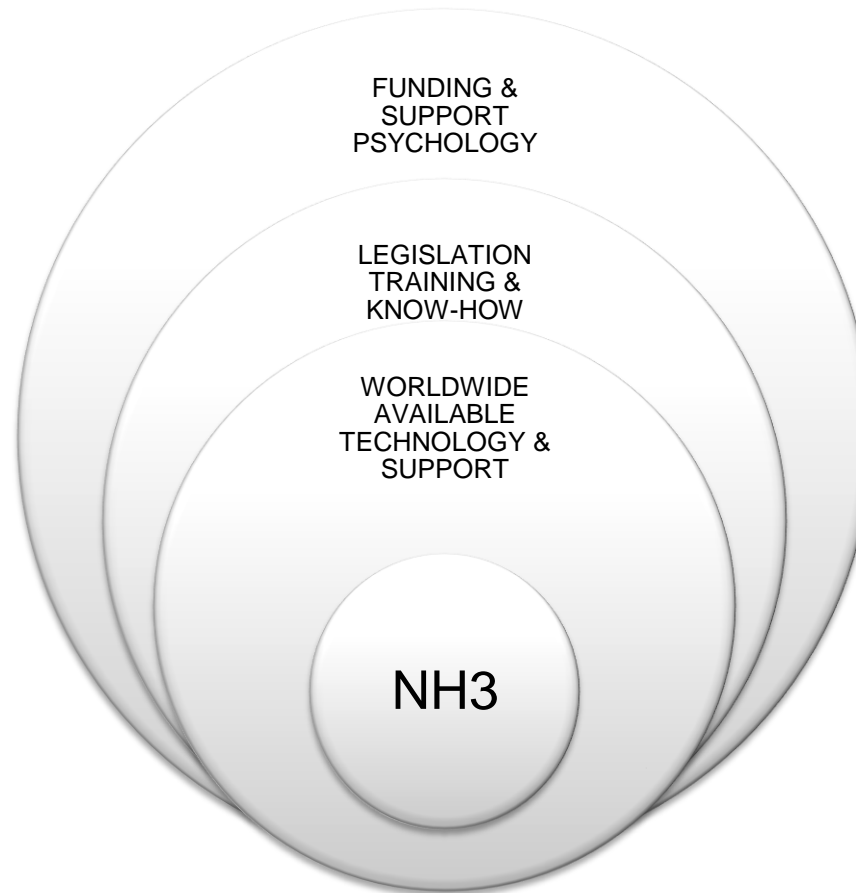 FUNDING &
SUPPORT
PSYCHOLOGY
LEGISLATION
TRAINING &
KNOW-HOW
WORLDWIDE
AVAILABLE
TECHNOLOGY &
SUPPORT
NH3